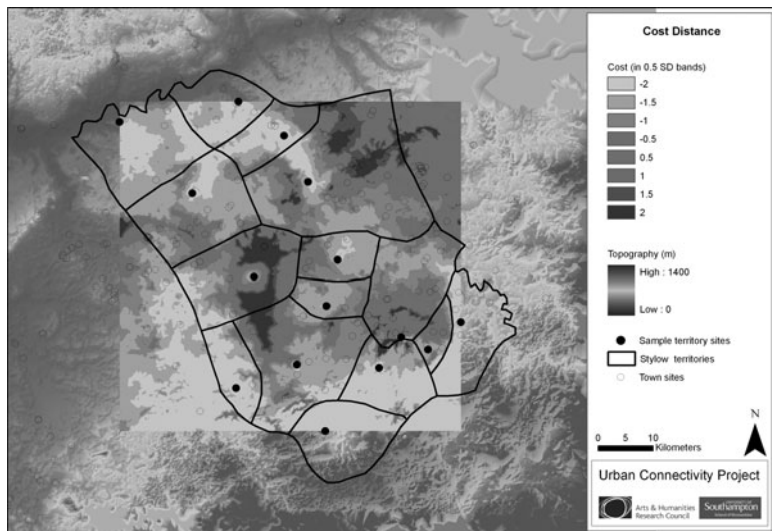 Cost Distance
Cost (in 0.5 SD bands)
-2
-1.5
-1
-0.5
0.5
1
1.5
2
Topography (m)
High : 1400
Low : 0
Sample territory sites
Stylow territories
Town sites
N
0 5 10
Kilometers
Urban Connectivity Project
Arts & Humanities
Research Council
Southampton